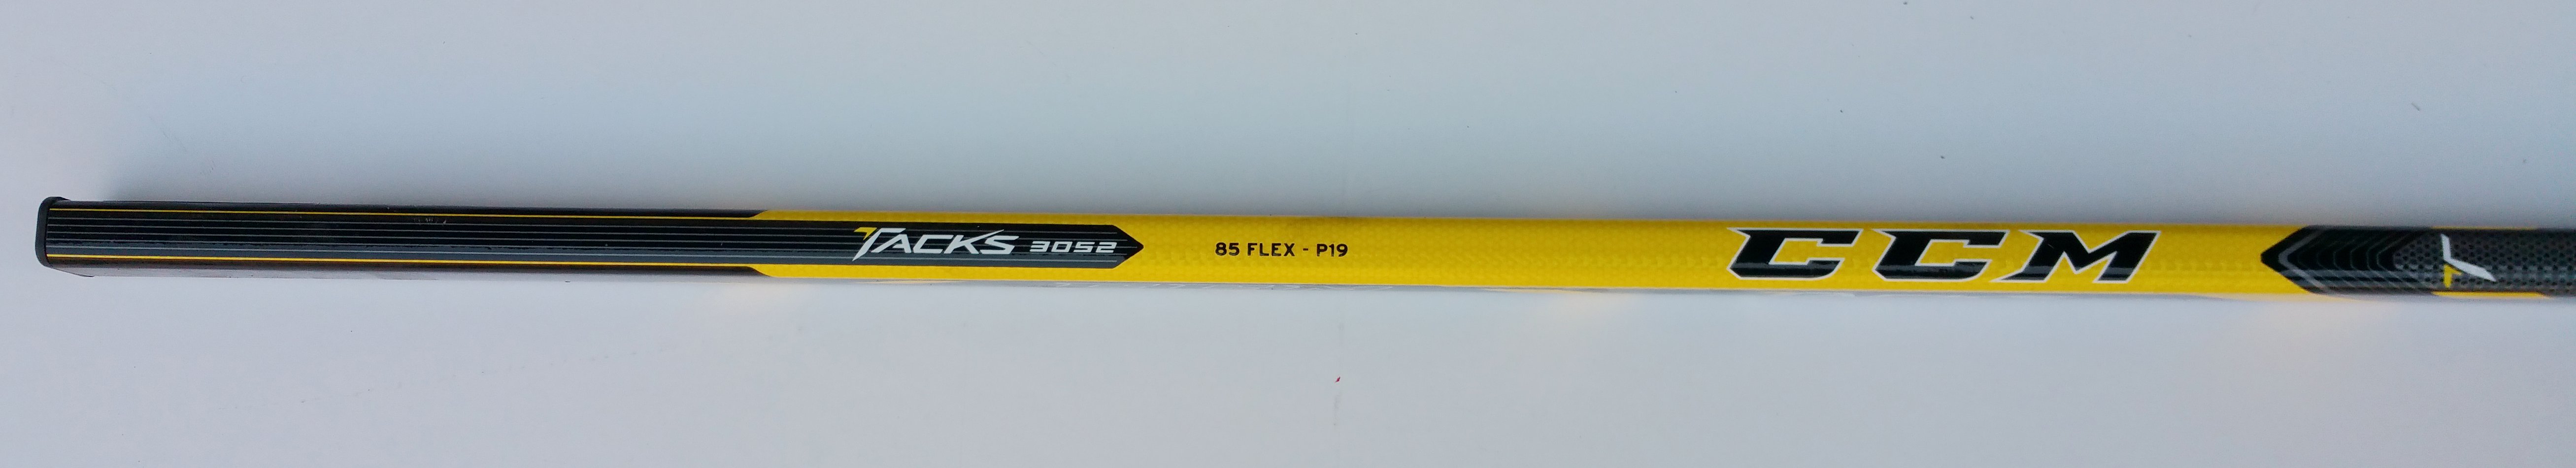 TACKS 3052
85 FLEX - P19
CCM